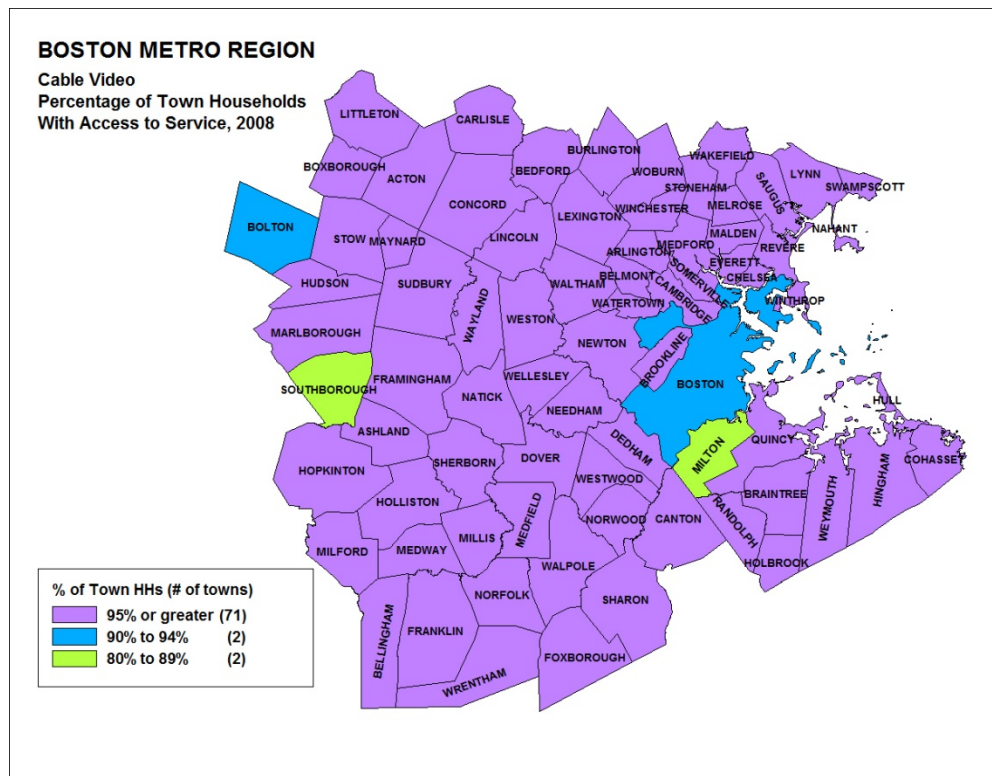 BOSTON METRO REGION
Cable Video
Percentage of Town Households
With Access to Service, 2008
LITTLETON
CARLISLE
BURLINGTON
WAKEFIELD
BOXBOROUGH
ACTON
BEDFORD
WOBURN
LYNN
STONEHAM
SAUGUS
SWAMPSCOTT
CONCORD
LEXINGTON
WINCHESTER
MELROSE
BOLTON
STOW
MAYNARD
LINCOLN
ARLINGTON
MEDFORD
MALDEN
NAHANT
REVERE
EVERETT
HUDSON
SUDBURY
WALTHAM
BELMONT
SOMERVILLE
CHELSEA
WATERTOWN
CAMBRIDGE
WINTHROP
MARLBOROUGH
WAYLAND
WESTON
NEWTON
BROOKLINE
SOUTHBOROUGH
FRAMINGHAM
WELLESLEY
BOSTON
NATICK
NEEDHAM
HULL
ASHLAND
DEDHAM
MILTON
QUINCY
HOPKINTON
SHERBORN
DOVER
WESTWOOD
COHASSET
HOLLISTON
MEDFIELD
NORWOOD
CANTON
RANDOLPH
BRAINTREE
WEYMOUTH
HINGHAM
MILFORD
MEDWAY
MILLIS
WALPOLE
HOLBROOK
NORFOLK
SHARON
BELLINGHAM
FRANKLIN
WRENTHAM
FOXBOROUGH
% of Town HHs (# of towns)
95% or greater (71)
90% to 94% (2)
80% to 89% (2)